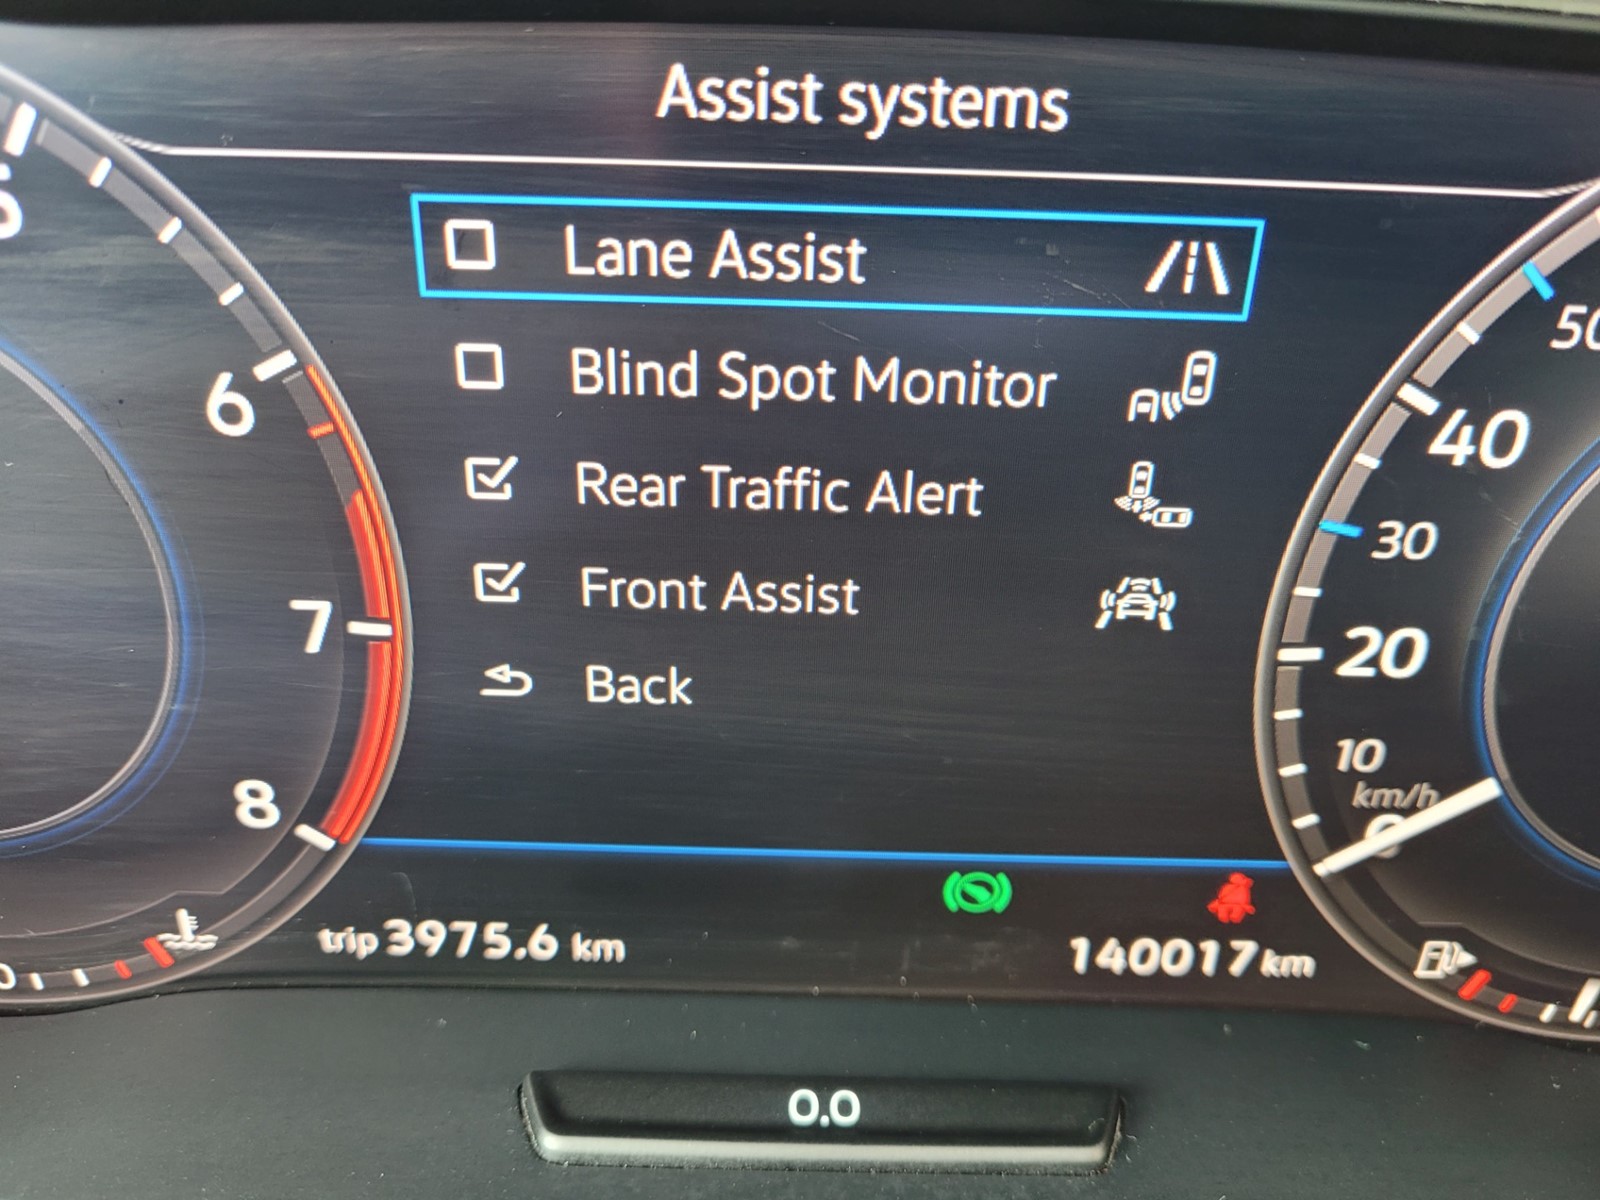 Assist systems
Lane Assist
Blind Spot Monitor
Rear Traffic Alert
Front Assist
Back
6
7
8
50
40
30
20
10
km/h
0
trip 3975.6 km
140017 km
0.0